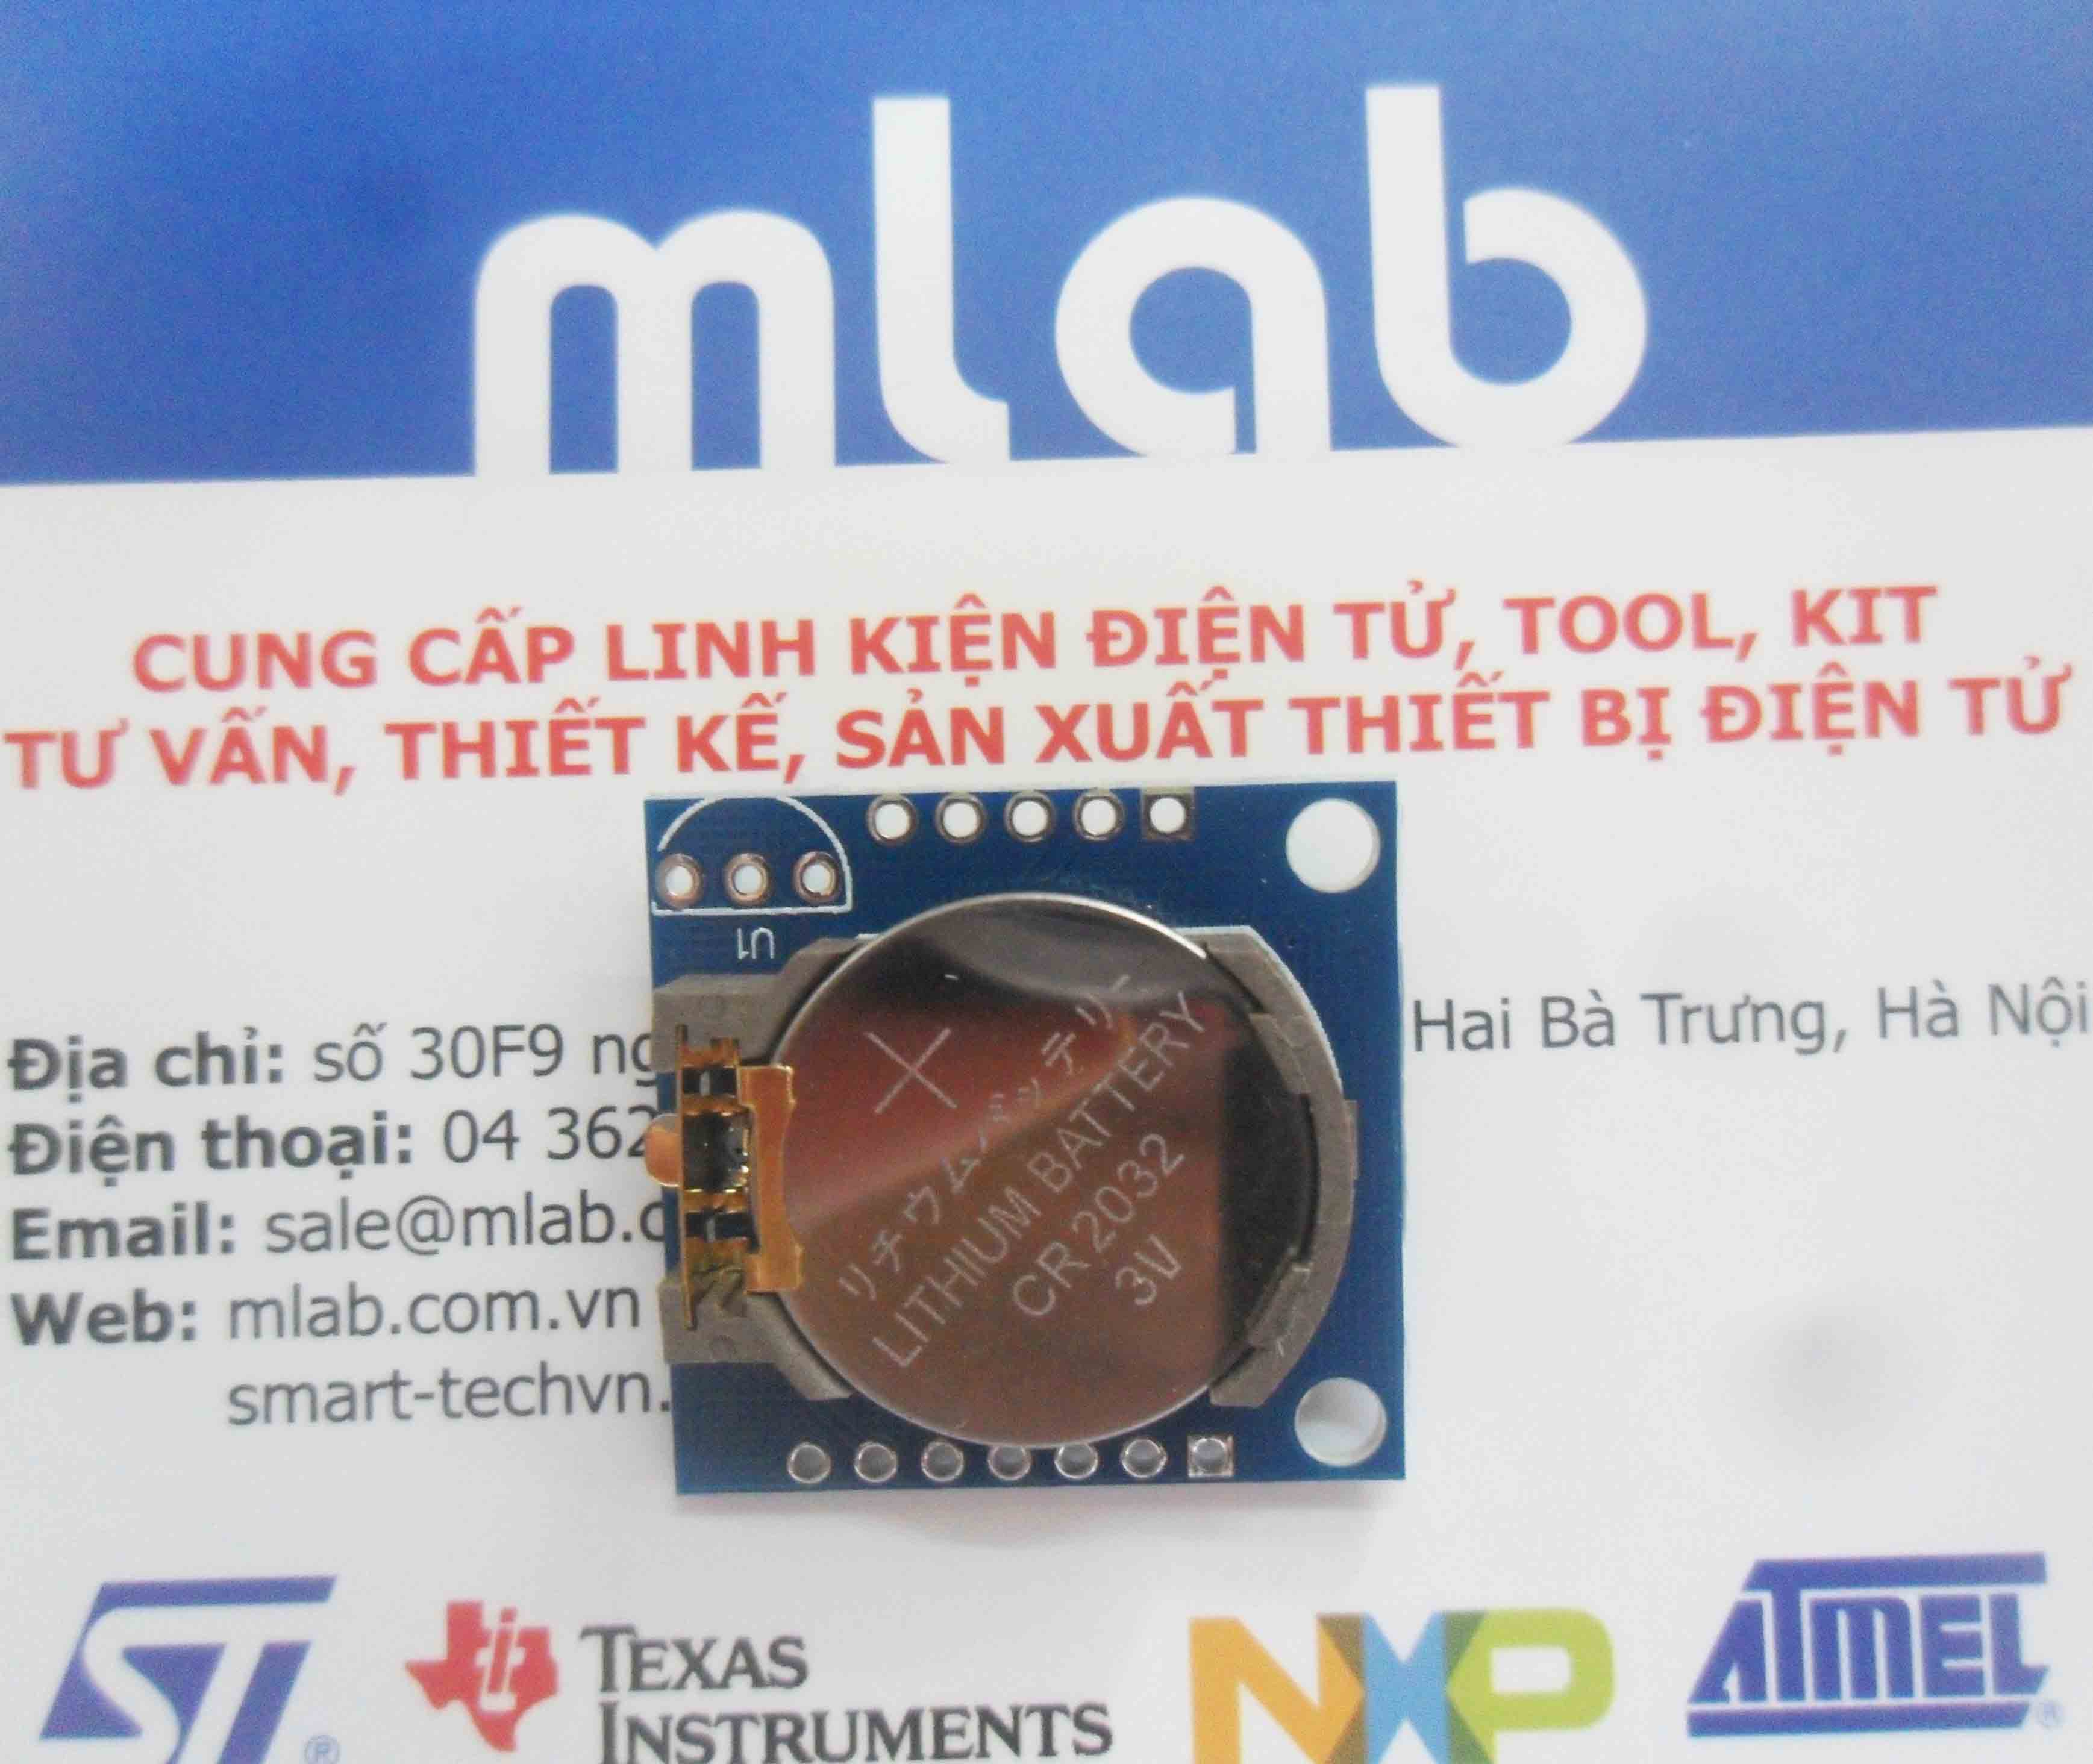 mlab
CUNG CẤP LINH KIỆN ĐIỆN TỬ, TOOL, KIT
TƯ VẤN, THIẾT KẾ, SẢN XUẤT THIẾT BỊ ĐIỆN TỬ
U1
Địa chỉ: số 30F9 Hai Bà Trưng, Hà Nội
Điện thoại: 04 362
Email: sale@mlab.
Web: mlab.com.vn
smart-techvn.
リチウムバッテリー
LITHIUM BATTERY
CR 2032
3V
ST ®
TEXAS
INSTRUMENTS
NXP
ATMEL ®